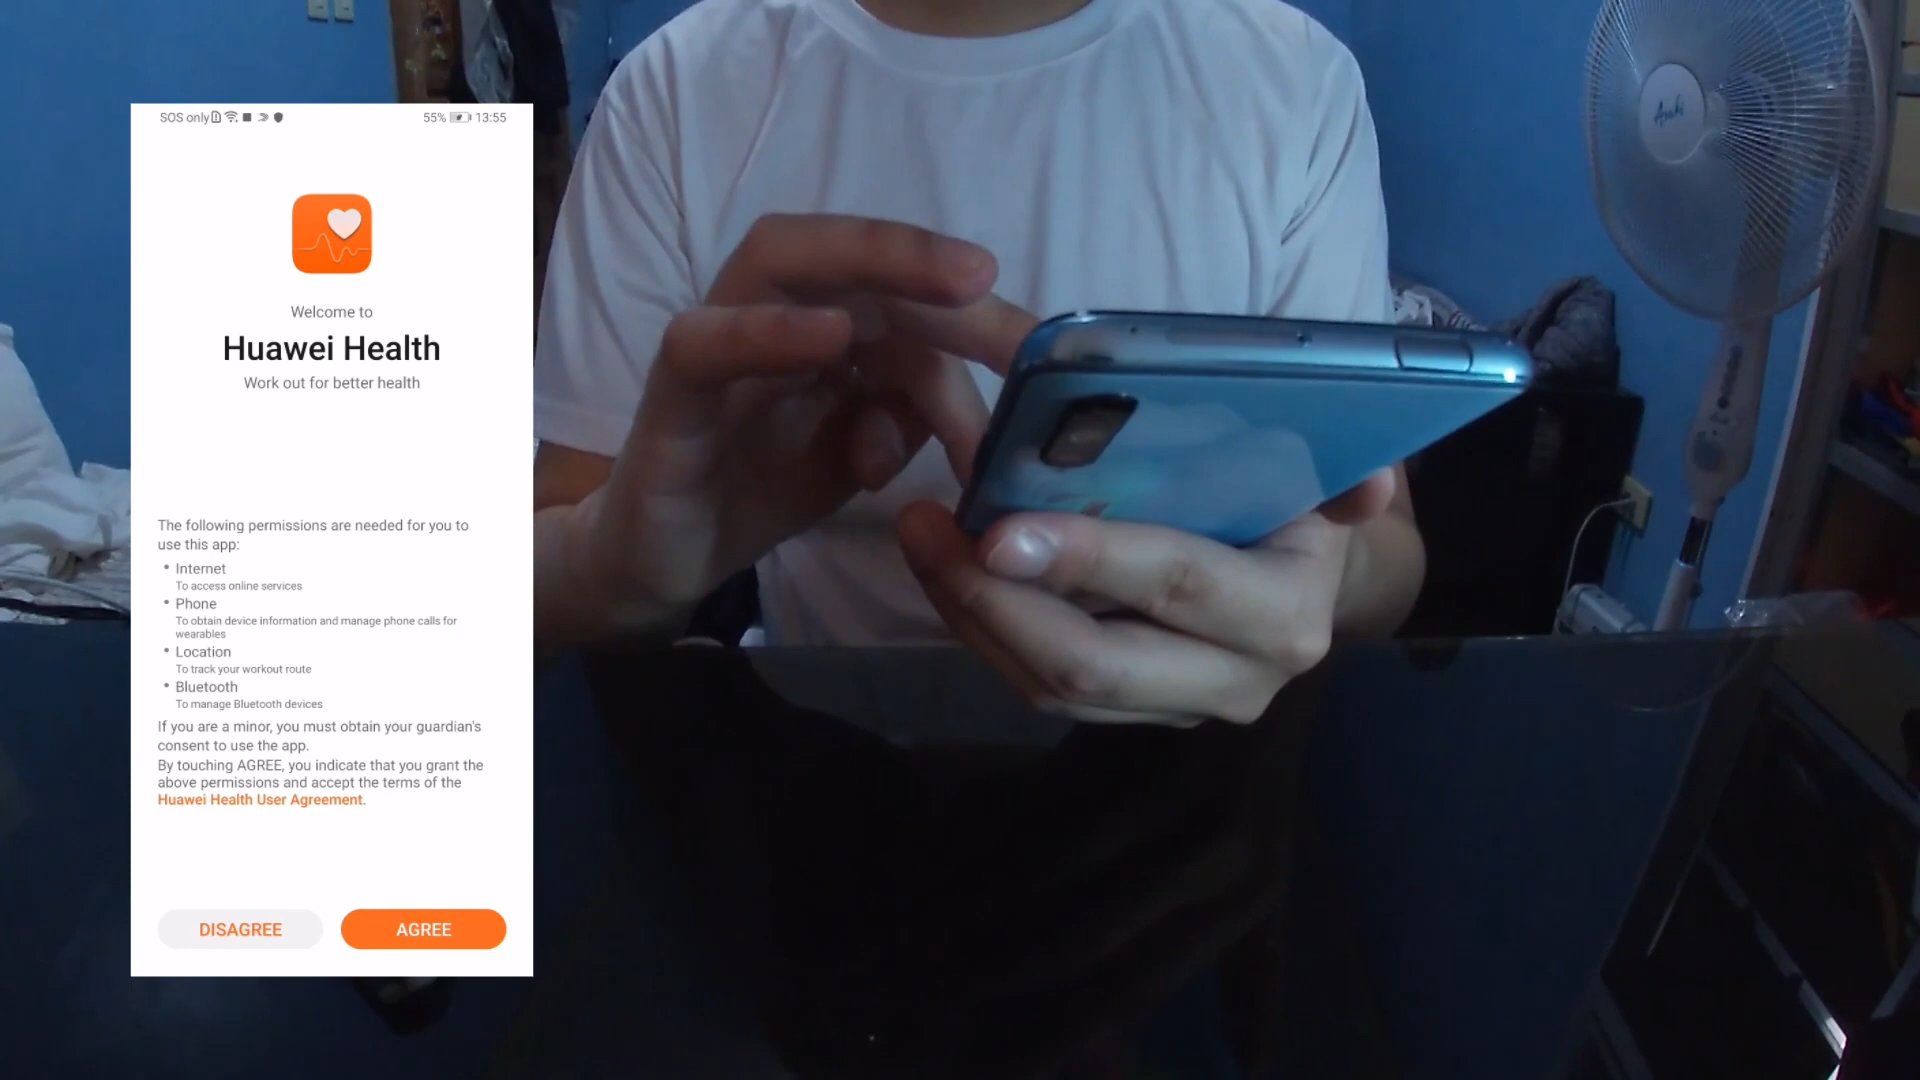 SOS only
55% 13:55
Welcome to
Huawei Health
Work out for better health
The following permissions are needed for you to
use this app:
• Internet
To access online services
• Phone
To obtain device information and manage phone calls for
wearables
• Location
To track your workout route
• Bluetooth
To manage Bluetooth devices
If you are a minor, you must obtain your guardian's
consent to use the app.
By touching AGREE, you indicate that you grant the
above permissions and accept the terms of the
Huawei Health User Agreement.
DISAGREE
AGREE
Asahi